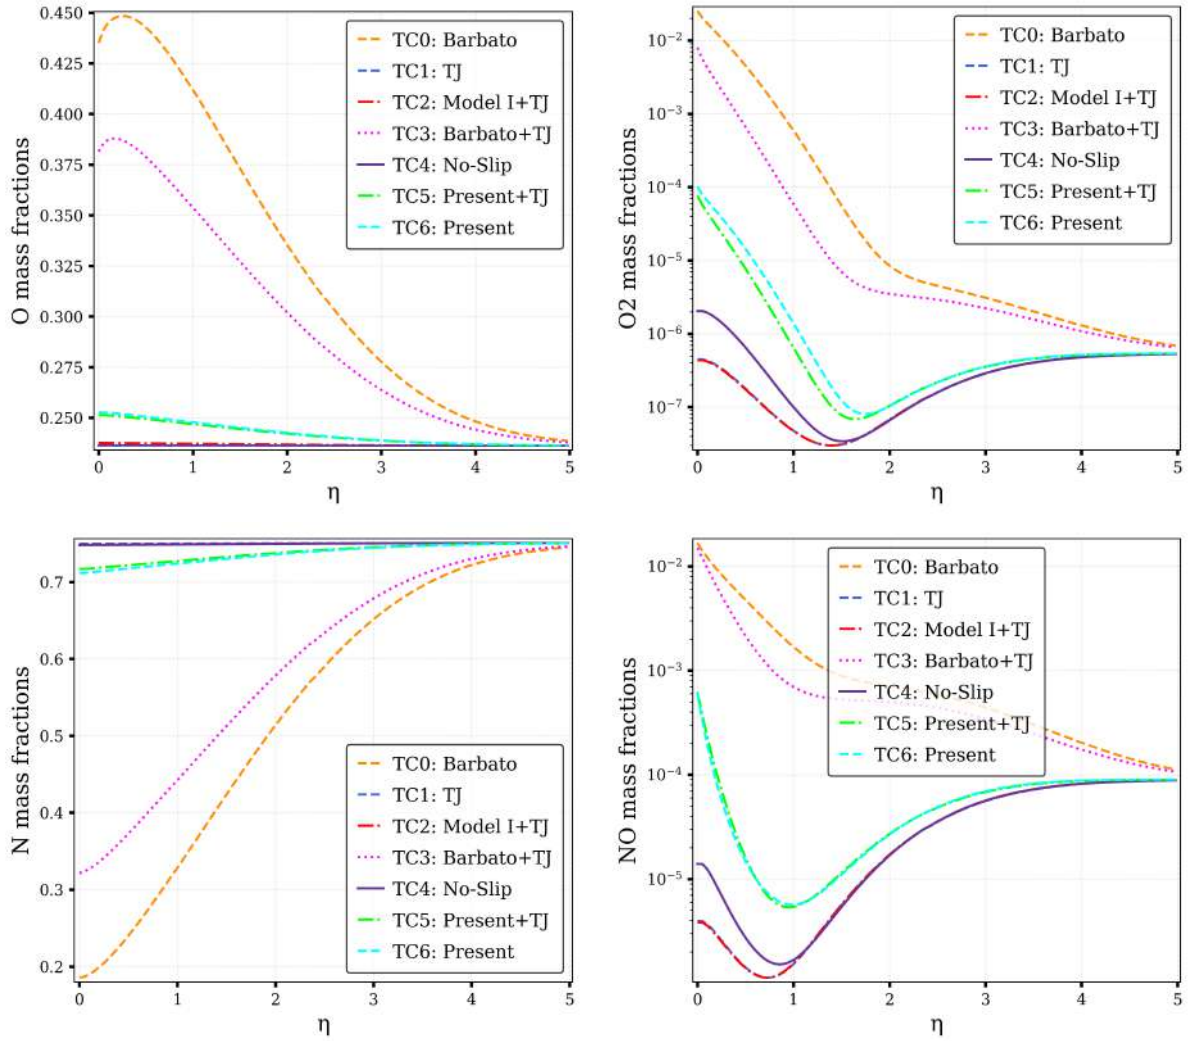 0.450
0.425
0.400
0.375
0.350
0.325
0.300
0.275
0.250
O mass fractions
TC0: Barbato
TC1: TJ
TC2: Model I+TJ
TC3: Barbato+TJ
TC4: No-Slip
TC5: Present+TJ
TC6: Present
0 1 2 3 4 5
η
10⁻²
10⁻³
10⁻⁴
10⁻⁵
10⁻⁶
10⁻⁷
O2 mass fractions
TC0: Barbato
TC1: TJ
TC2: Model I+TJ
TC3: Barbato+TJ
TC4: No-Slip
TC5: Present+TJ
TC6: Present
0 1 2 3 4 5
η
0.7
0.6
0.5
0.4
0.3
0.2
N mass fractions
TC0: Barbato
TC1: TJ
TC2: Model I+TJ
TC3: Barbato+TJ
TC4: No-Slip
TC5: Present+TJ
TC6: Present
0 1 2 3 4 5
η
10⁻²
10⁻³
10⁻⁴
10⁻⁵
NO mass fractions
TC0: Barbato
TC1: TJ
TC2: Model I+TJ
TC3: Barbato+TJ
TC4: No-Slip
TC5: Present+TJ
TC6: Present
0 1 2 3 4 5
η